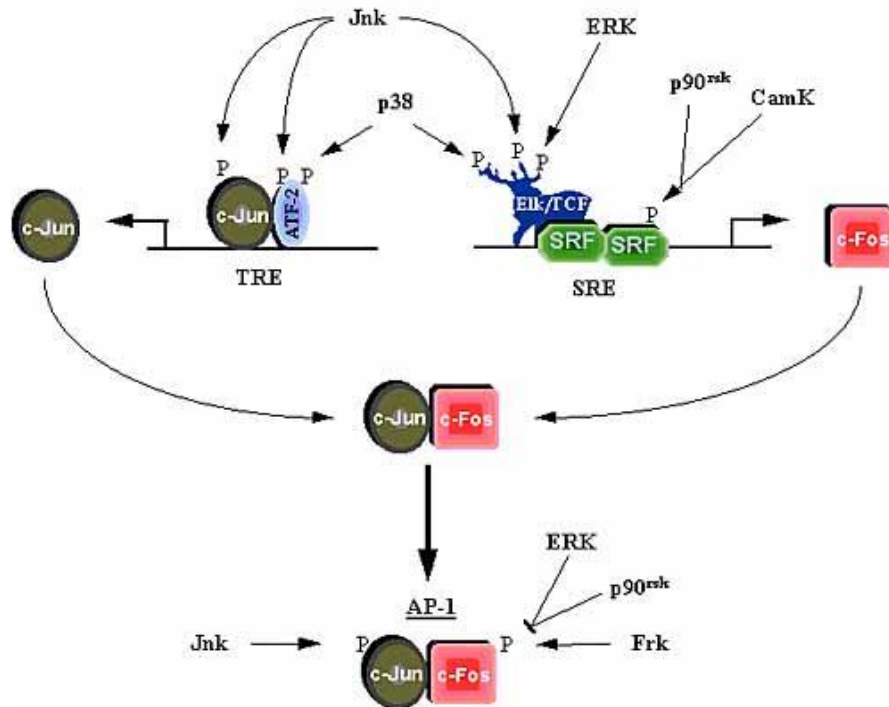 Jnk
ERK
p90rsk
p38
CamK
P
P
P
P
P
P
P
c-Jun
c-Jun
ATF-2
Elk/TCF
SRF
SRF
c-Fos
TRE
SRE
c-Jun
c-Fos
ERK
p90rsk
AP-1
Jnk
P
P
Frk
c-Jun
c-Fos